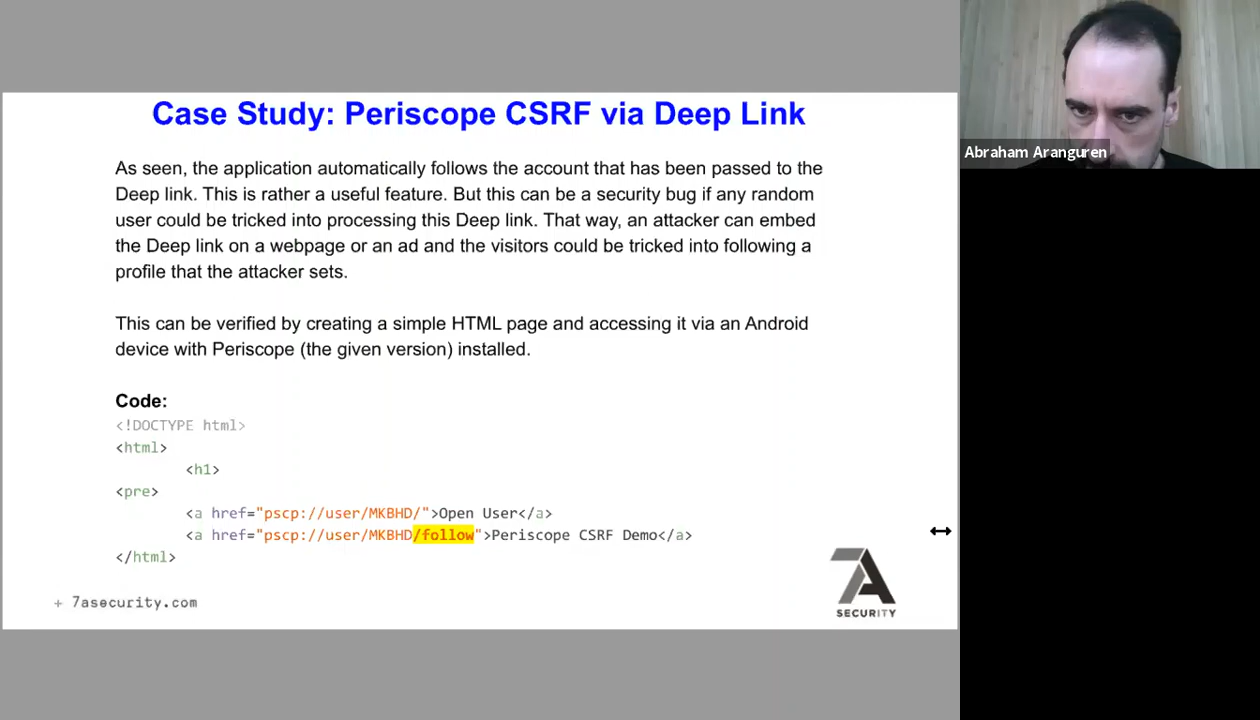 Case Study: Periscope CSRF via Deep Link
As seen, the application automatically follows the account that has been passed to the
Deep link. This is rather a useful feature. But this can be a security bug if any random
user could be tricked into processing this Deep link. That way, an attacker can embed
the Deep link on a webpage or an ad and the visitors could be tricked into following a
profile that the attacker sets.
This can be verified by creating a simple HTML page and accessing it via an Android
device with Periscope (the given version) installed.
Code:
<!DOCTYPE html>
<html>
<h1>
<pre>
<a href="pscp://user/MKBHD/">Open User</a>
<a href="pscp://user/MKBHD/follow">Periscope CSRF Demo</a>
</html>
+ 7asecurity.com
7A
SECURITY
Abraham Aranguren